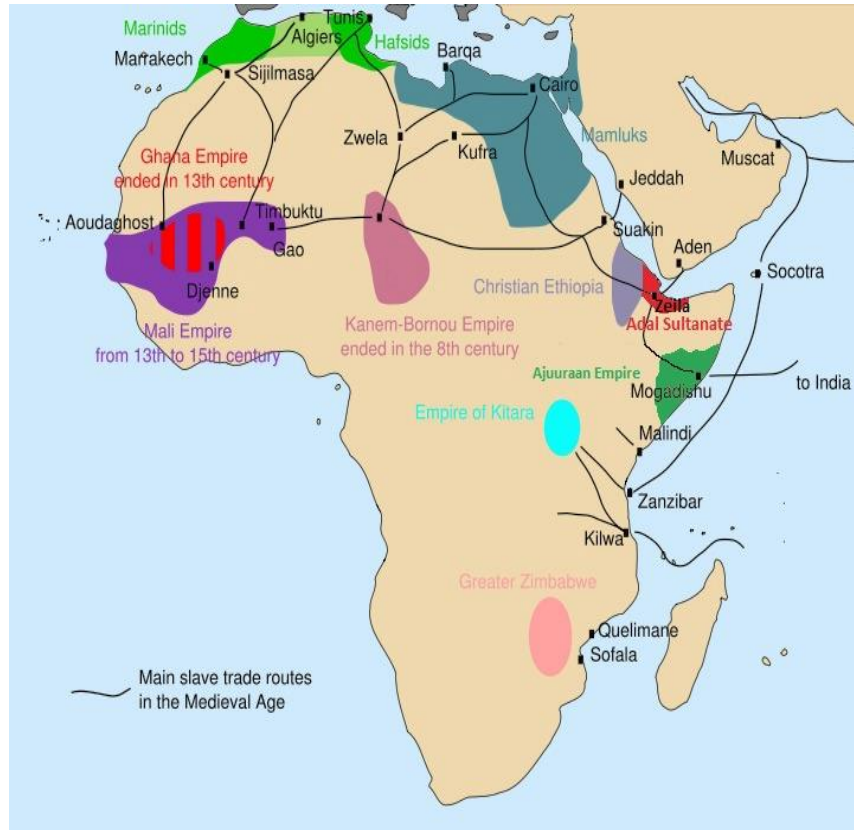 Marinids
Tunis
Algiers
Hafsids
Barqa
Marrakech
Sijilmasa
Cairo
Zwela
Kufra
Mamluks
Muscat
Ghana Empire
ended in 13th century
Jeddah
Aoudaghost
Timbuktu
Suakin
Gao
Aden
Socotra
Djenne
Christian Ethiopia
Zeila
Adal Sultanate
Mali Empire
from 13th to 15th century
Kanem-Bornou Empire
ended in the 8th century
Ajuuraan Empire
Mogadishu
to India
Empire of Kitara
Malindi
Zanzibar
Kilwa
Greater Zimbabwe
Quelimane
Sofala
Main slave trade routes
in the Medieval Age